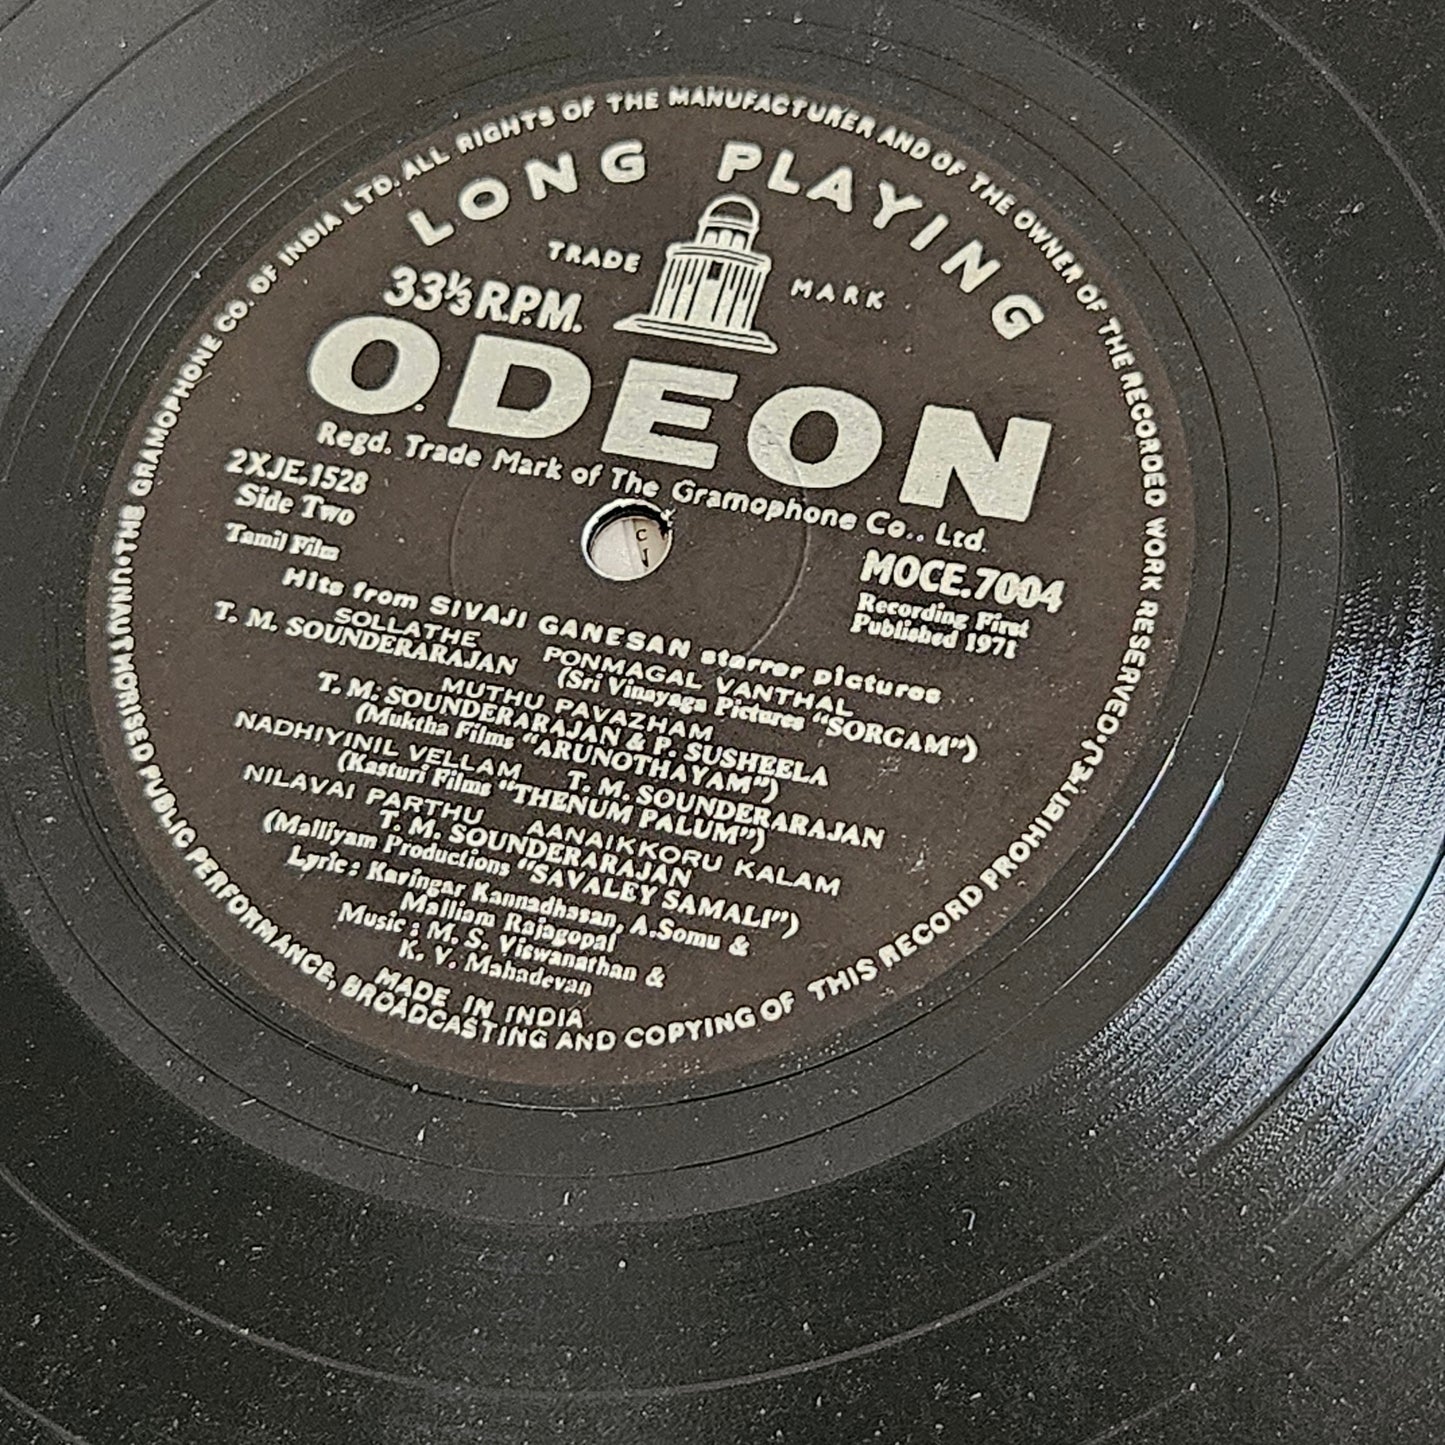 •THE GRAMOPHONE CO. OF INDIA LTD. ALL RIGHTS OF THE MANUFACTURER AND OF THE OWNER OF THE RECORDED WORK RESERVED•
UNAUTHORISED PUBLIC PERFORMANCE, BROADCASTING AND COPYING OF THIS RECORD PROHIBITED
LONG PLAYING
TRADE MARK
33⅓ R.P.M.
ODEON
Regd. Trade Mark of The Gramophone Co., Ltd.
2XJE.1528
Side Two
Tamil Film
MOCE.7004
Recording First
Published 1971
Hits from SIVAJI GANESAN starrer pictures
SOLLATHE PONMAGAL VANTHAL
T. M. SOUNDERARAJAN (Sri Vinayaga Pictures "SORGAM")
MUTHU PAVAZHAM
T. M. SOUNDERARAJAN & P. SUSHEELA
(Muktha Films "ARUNOTHAYAM")
NADHIYINIL VELLAM T. M. SOUNDERARAJAN
(Kasturi Films "THENUM PALUM")
NILAVAI PARTHU AANAIKKORU KALAM
T. M. SOUNDERARAJAN
(Malliyam Productions "SAVALEY SAMALI")
Lyric : Kavingar Kannadhasan, A.Somu &
Malliam Rajagopal
Music : M. S. Viswanathan &
K. V. Mahadevan
MADE IN INDIA